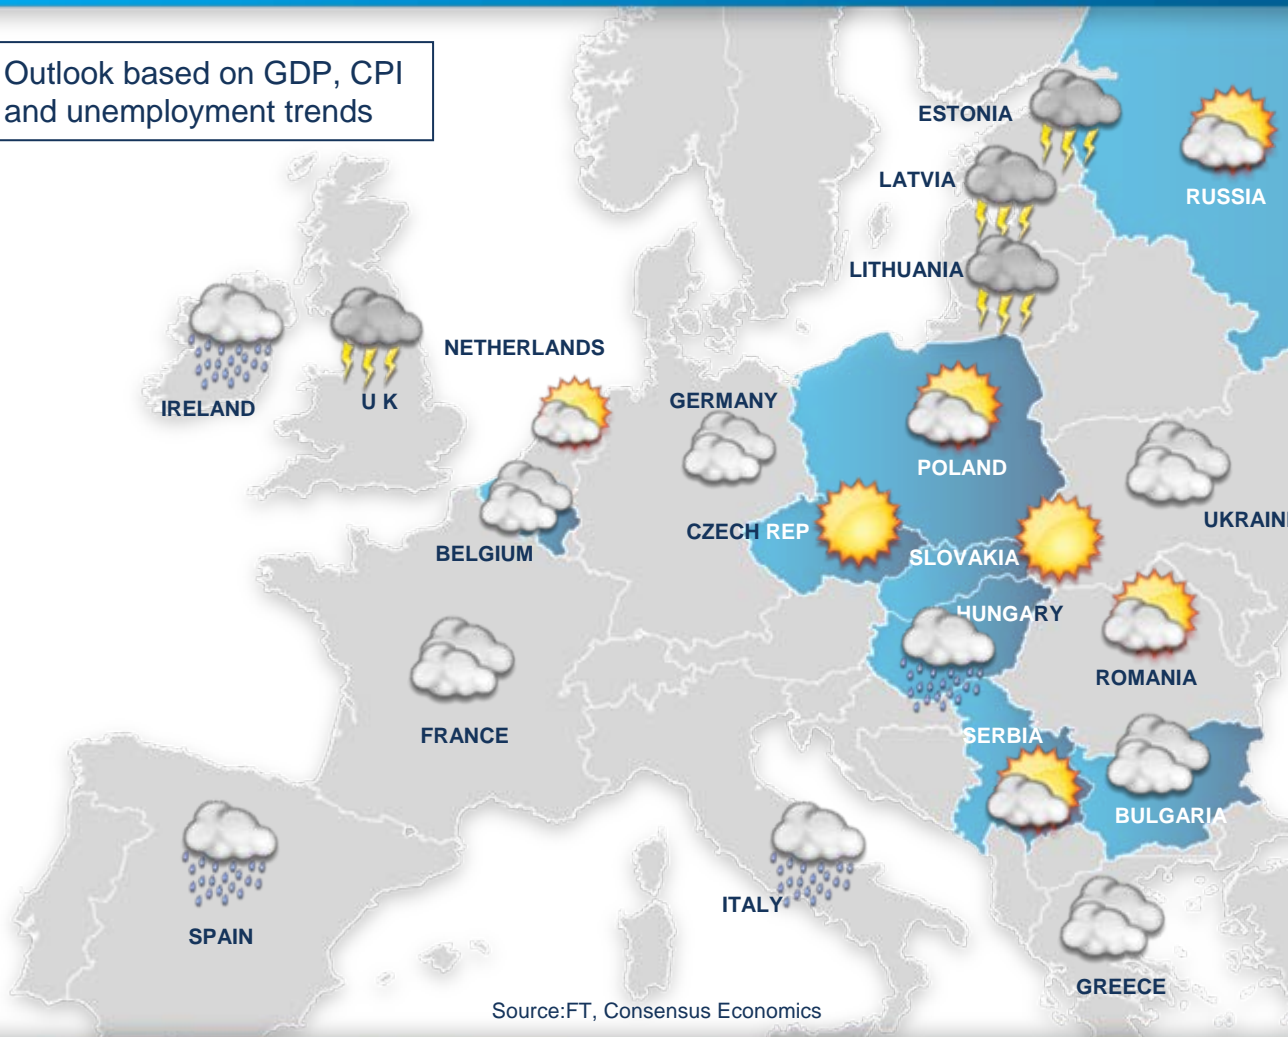 Outlook based on GDP, CPI
and unemployment trends
ESTONIA
LATVIA
RUSSIA
LITHUANIA
NETHERLANDS
IRELAND
U K
GERMANY
POLAND
UKRAIN
CZECH REP
BELGIUM
SLOVAKIA
HUNGARY
ROMANIA
FRANCE
SERBIA
BULGARIA
ITALY
SPAIN
GREECE
Source:FT, Consensus Economics